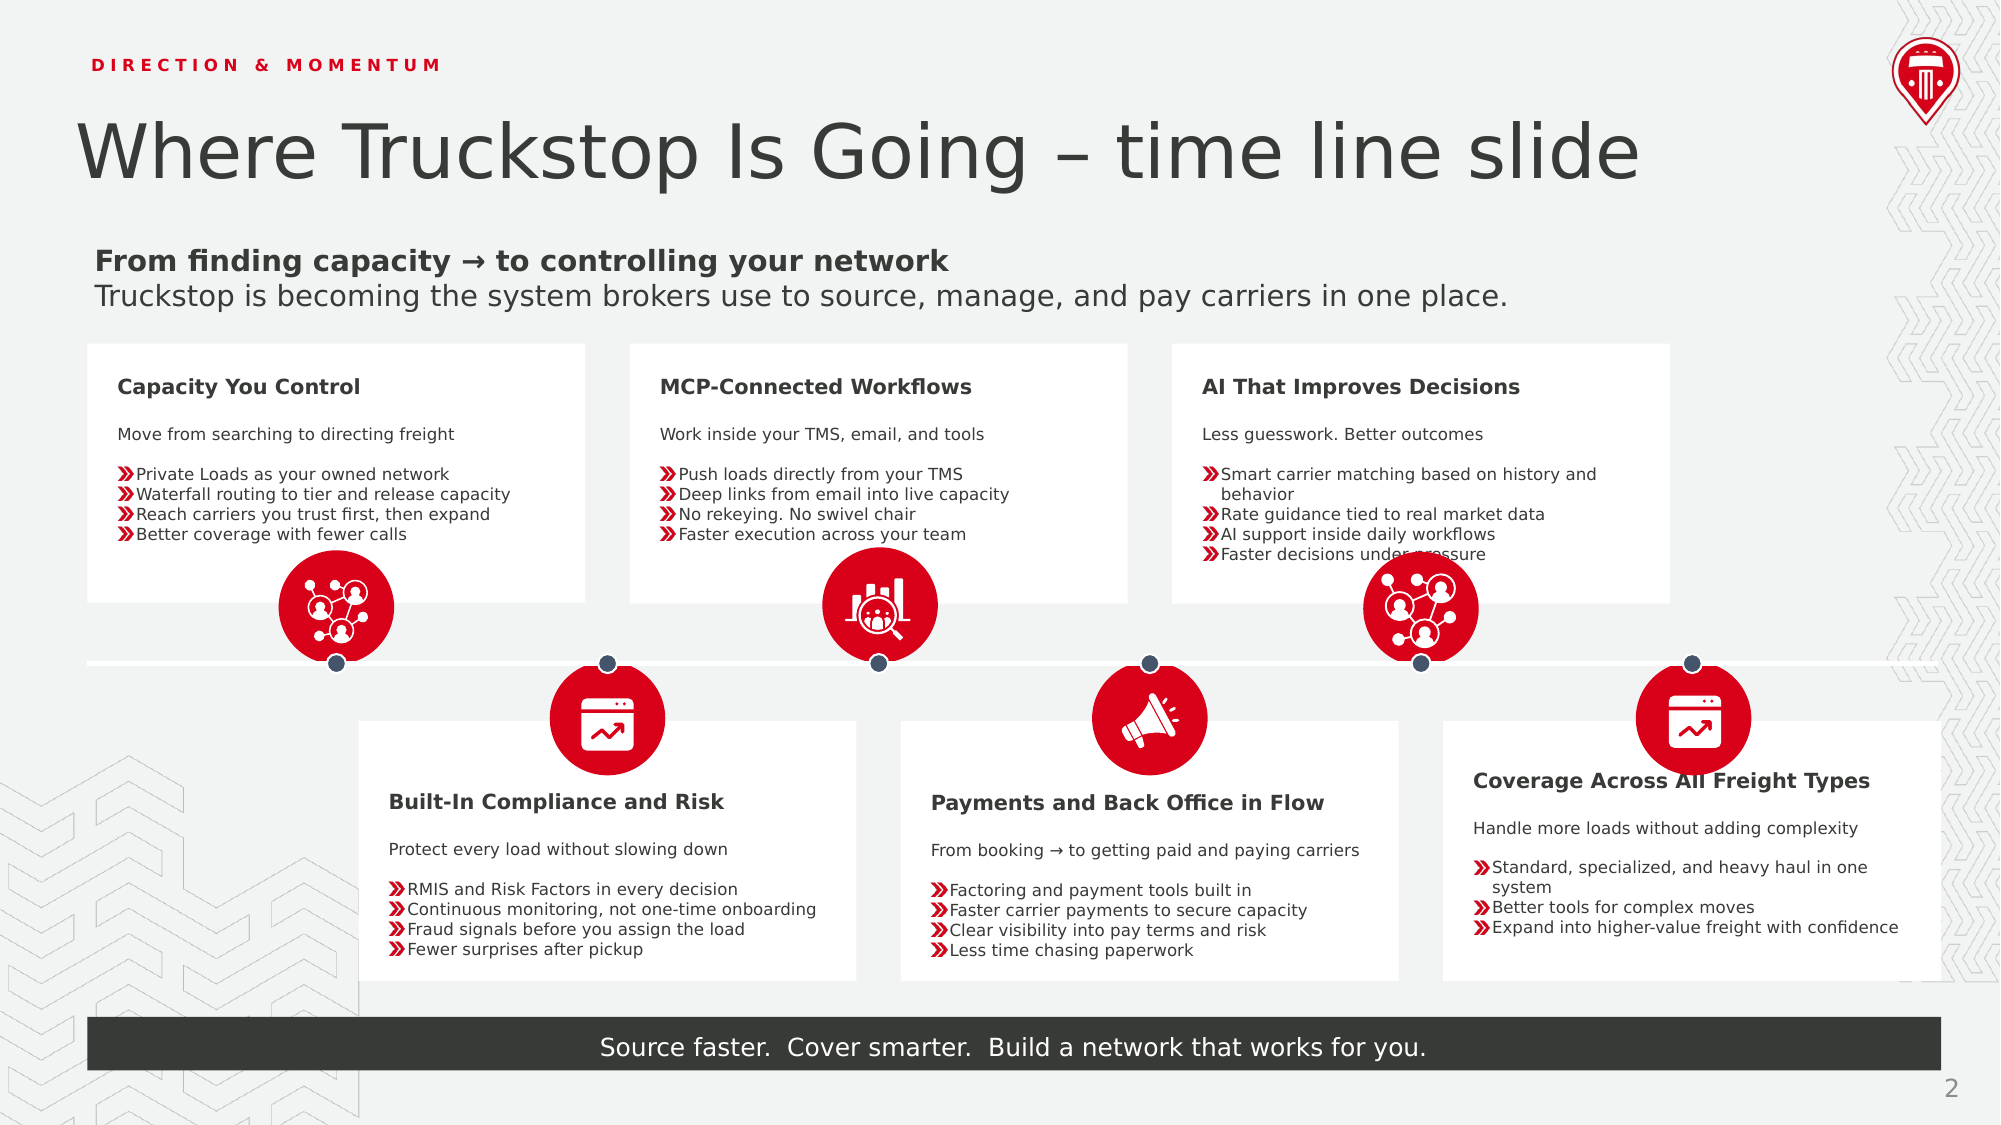 DIRECTION & MOMENTUM
Where Truckstop Is Going – time line slide
From finding capacity → to controlling your network
Truckstop is becoming the system brokers use to source, manage, and pay carriers in one place.
Capacity You Control
Move from searching to directing freight
Private Loads as your owned network
Waterfall routing to tier and release capacity
Reach carriers you trust first, then expand
Better coverage with fewer calls
MCP-Connected Workflows
Work inside your TMS, email, and tools
Push loads directly from your TMS
Deep links from email into live capacity
No rekeying. No swivel chair
Faster execution across your team
AI That Improves Decisions
Less guesswork. Better outcomes
Smart carrier matching based on history and
behavior
Rate guidance tied to real market data
AI support inside daily workflows
Faster decisions under pressure
Built-In Compliance and Risk
Protect every load without slowing down
RMIS and Risk Factors in every decision
Continuous monitoring, not one-time onboarding
Fraud signals before you assign the load
Fewer surprises after pickup
Payments and Back Office in Flow
From booking → to getting paid and paying carriers
Factoring and payment tools built in
Faster carrier payments to secure capacity
Clear visibility into pay terms and risk
Less time chasing paperwork
Coverage Across All Freight Types
Handle more loads without adding complexity
Standard, specialized, and heavy haul in one
system
Better tools for complex moves
Expand into higher-value freight with confidence
Source faster.  Cover smarter.  Build a network that works for you.
2